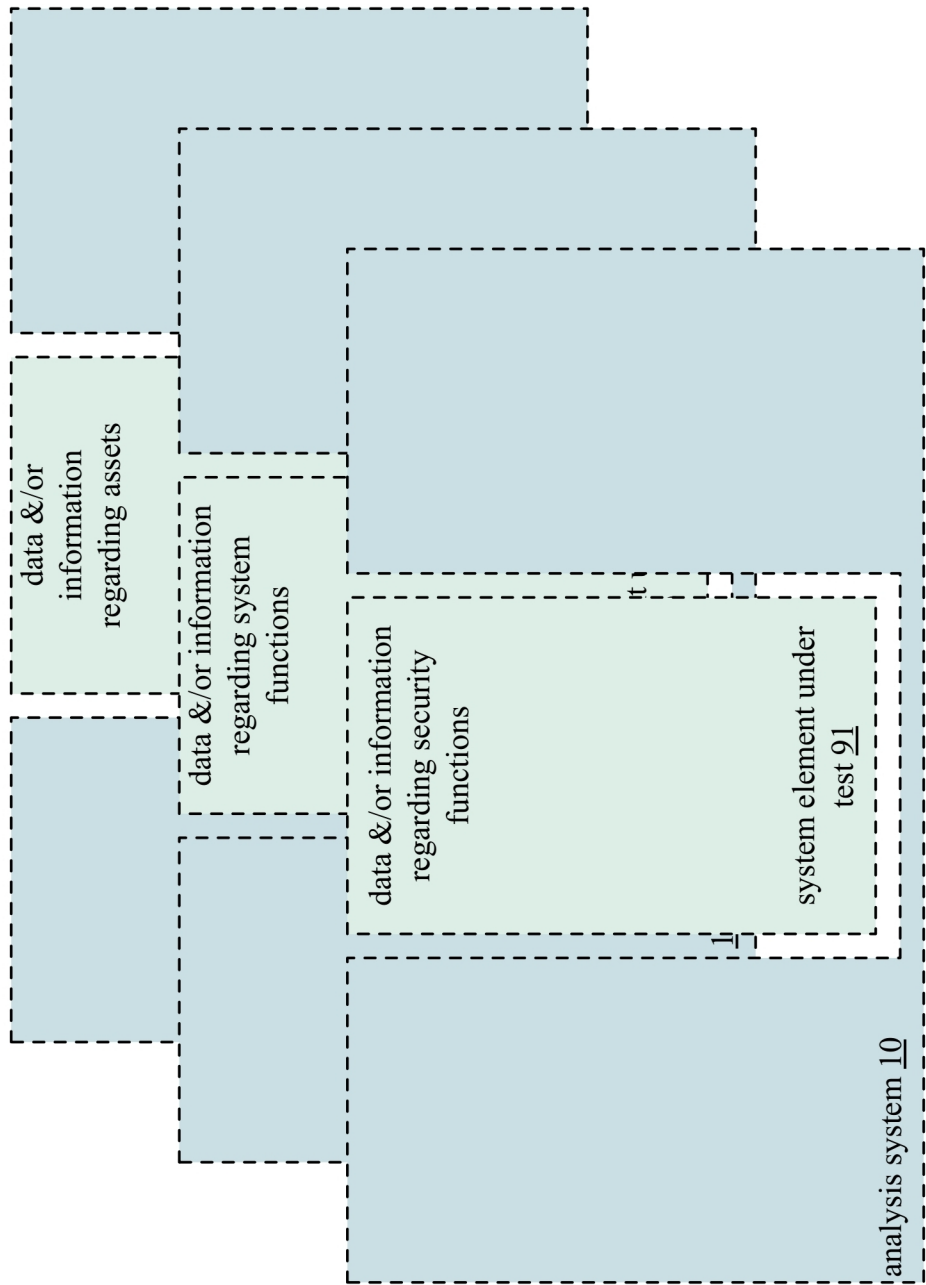 data &/or
information
regarding assets
data &/or information
regarding system
functions
data &/or information
regarding security
functions
system element under
test 91
analysis system 10